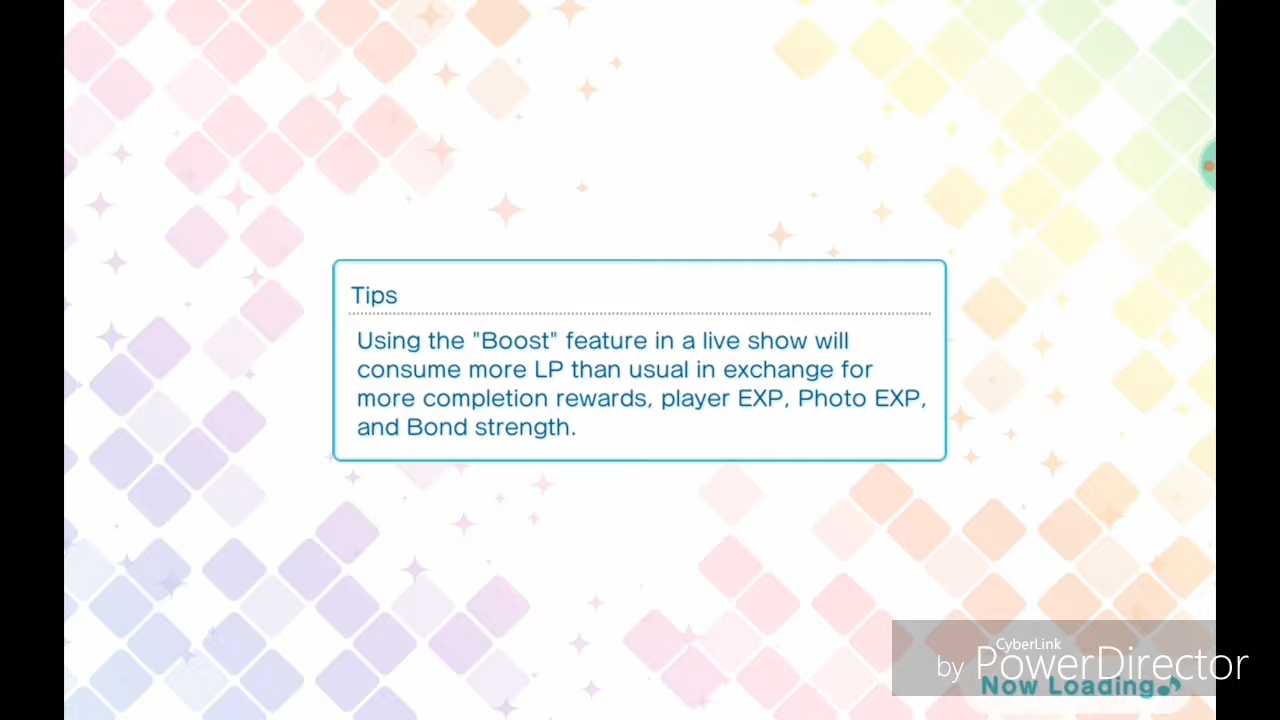 Tips
Using the "Boost" feature in a live show will
consume more LP than usual in exchange for
more completion rewards, player EXP, Photo EXP,
and Bond strength.
CyberLink
by PowerDirector
Now Loading♪